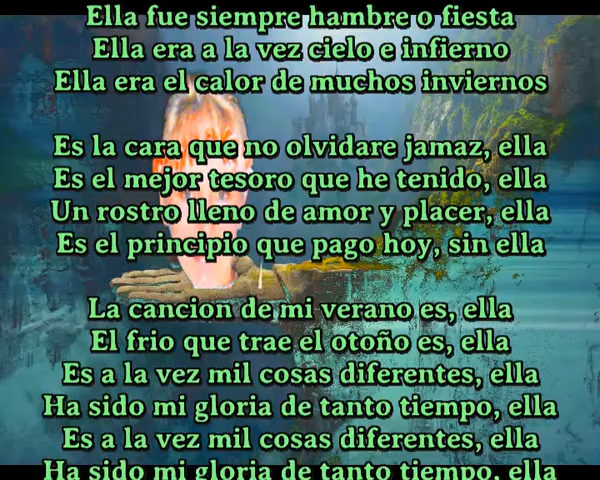 Ella fue siempre hambre o fiesta
Ella era a la vez cielo e infierno
Ella era el calor de muchos inviernos
Es la cara que no olvidare jamaz, ella
Es el mejor tesoro que he tenido, ella
Un rostro lleno de amor y placer, ella
Es el principio que pago hoy, sin ella
La cancion de mi verano es, ella
El frio que trae el otoño es, ella
Es a la vez mil cosas diferentes, ella
Ha sido mi gloria de tanto tiempo, ella
Es a la vez mil cosas diferentes, ella
Ha sido mi gloria de tanto tiempo, ella